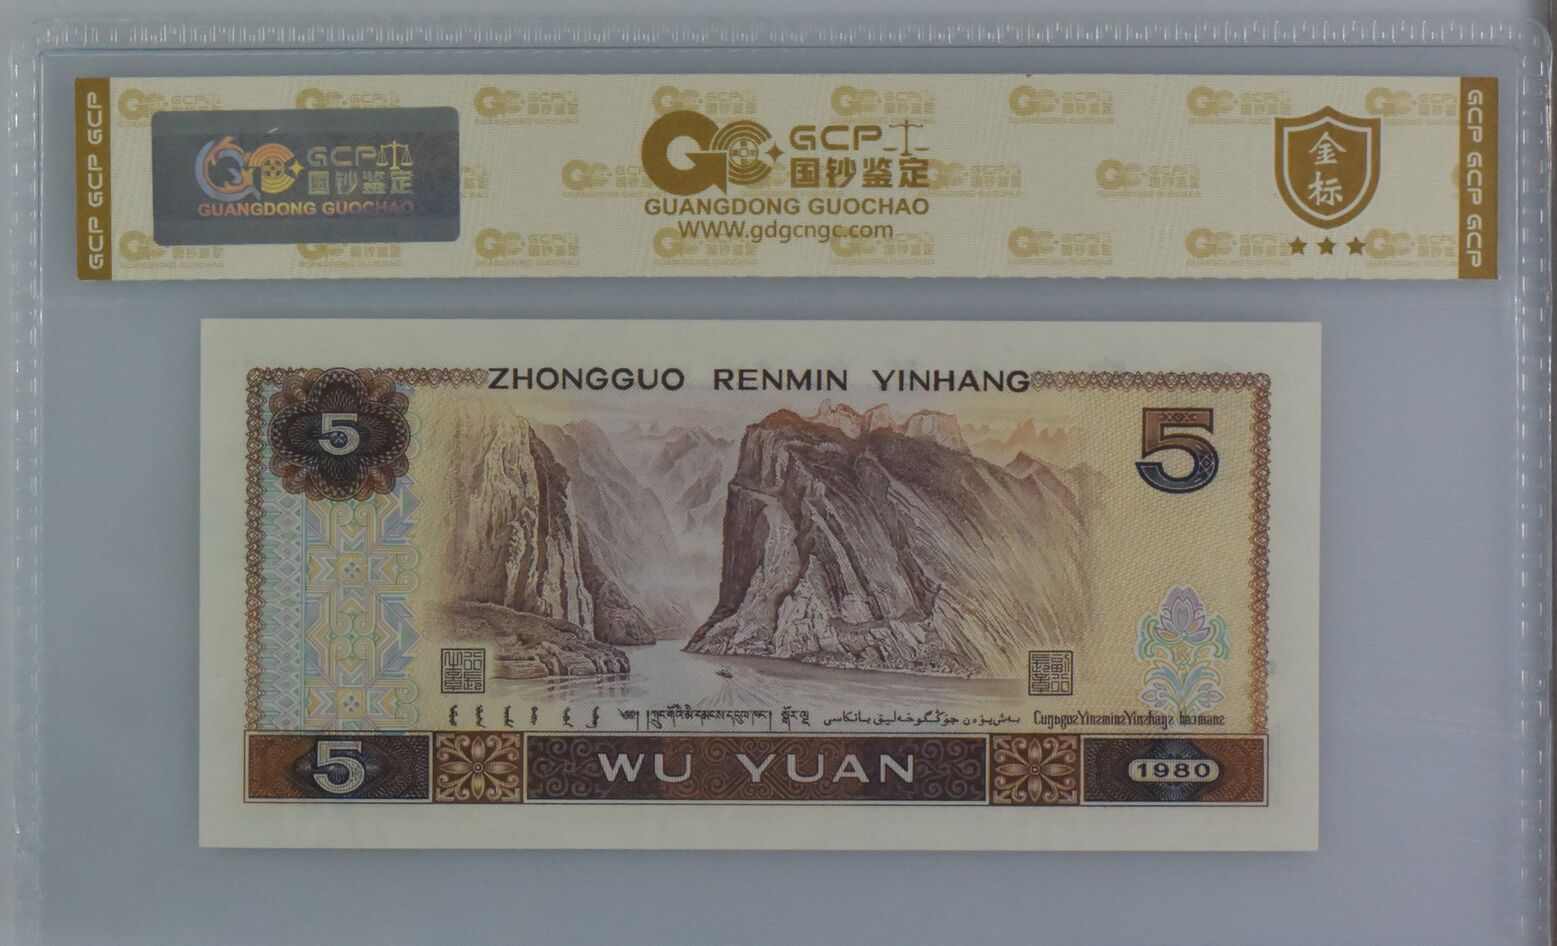 GCP GCP GCP
GCP
国钞鉴定
GUANGDONG GUOCHAO
GCP
国钞鉴定
GUANGDONG GUOCHAO
WWW.gdgcngc.com
金标
GCP GCP GCP
ZHONGGUO RENMIN YINHANG
5
5
5
WU YUAN
1980